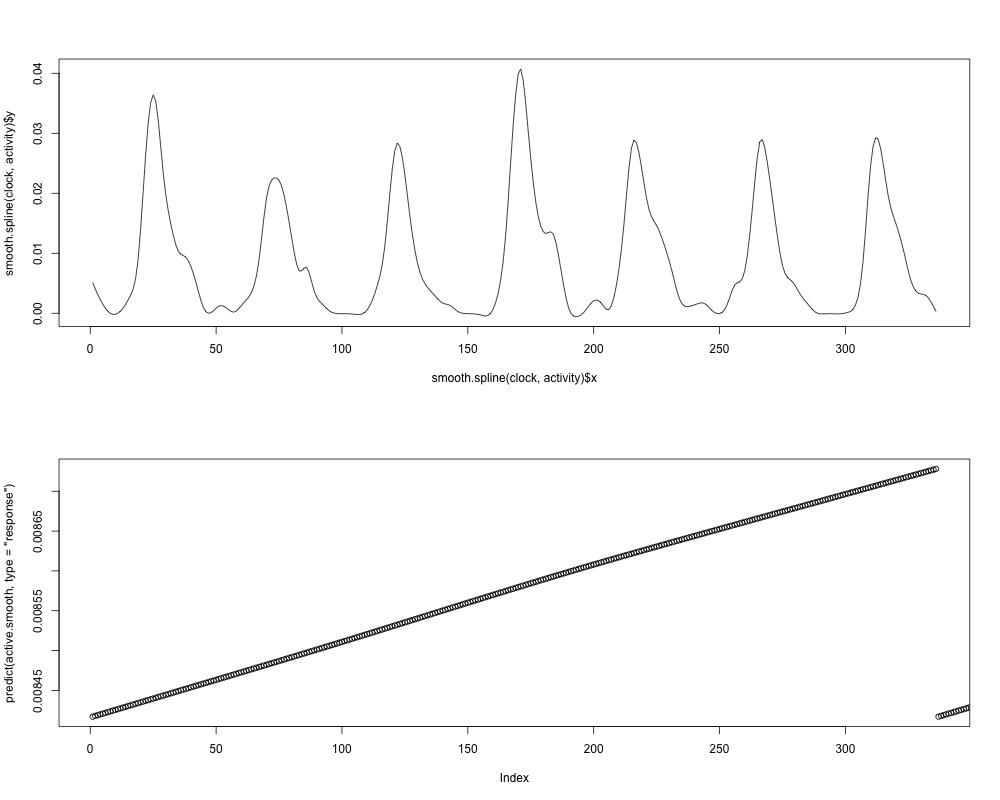 smooth.spline(clock, activity)$y
0.04
0.03
0.02
0.01
0.00
0 50 100 150 200 250 300
smooth.spline(clock, activity)$x
predict(active.smooth, type = "response")
0.00865
0.00855
0.00845
0 50 100 150 200 250 300
Index